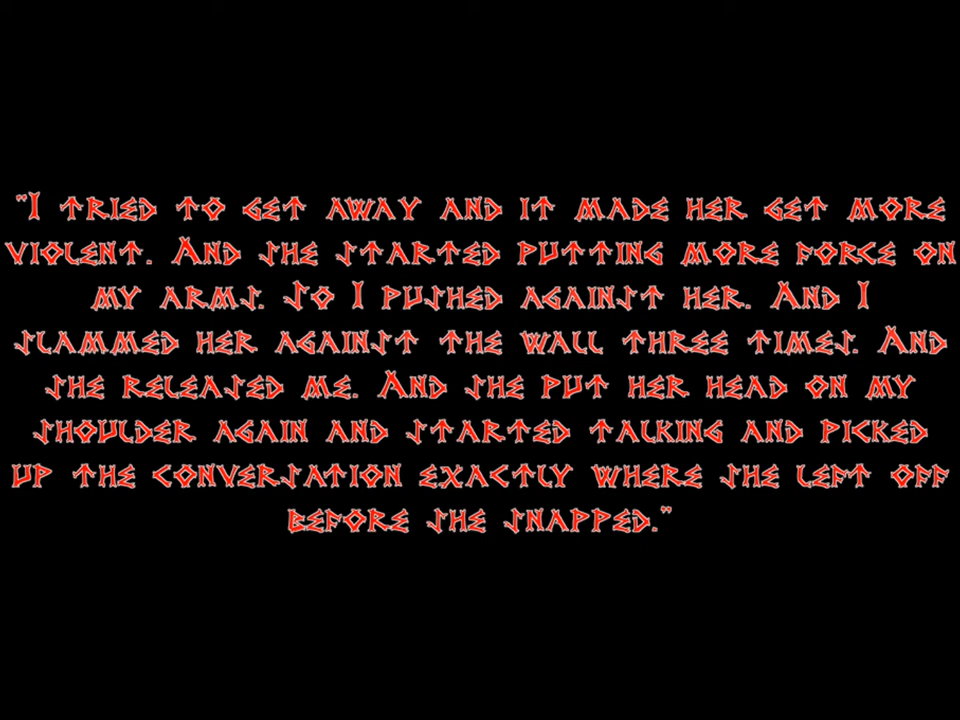 "I tried to get away and it made her get more
violent. And she started putting more force on
my arms. So I pushed against her. And I
slammed her against the wall three times. And
she released me. And she put her head on my
shoulder again and started talking and picked
up the conversation exactly where she left off
before she snapped."